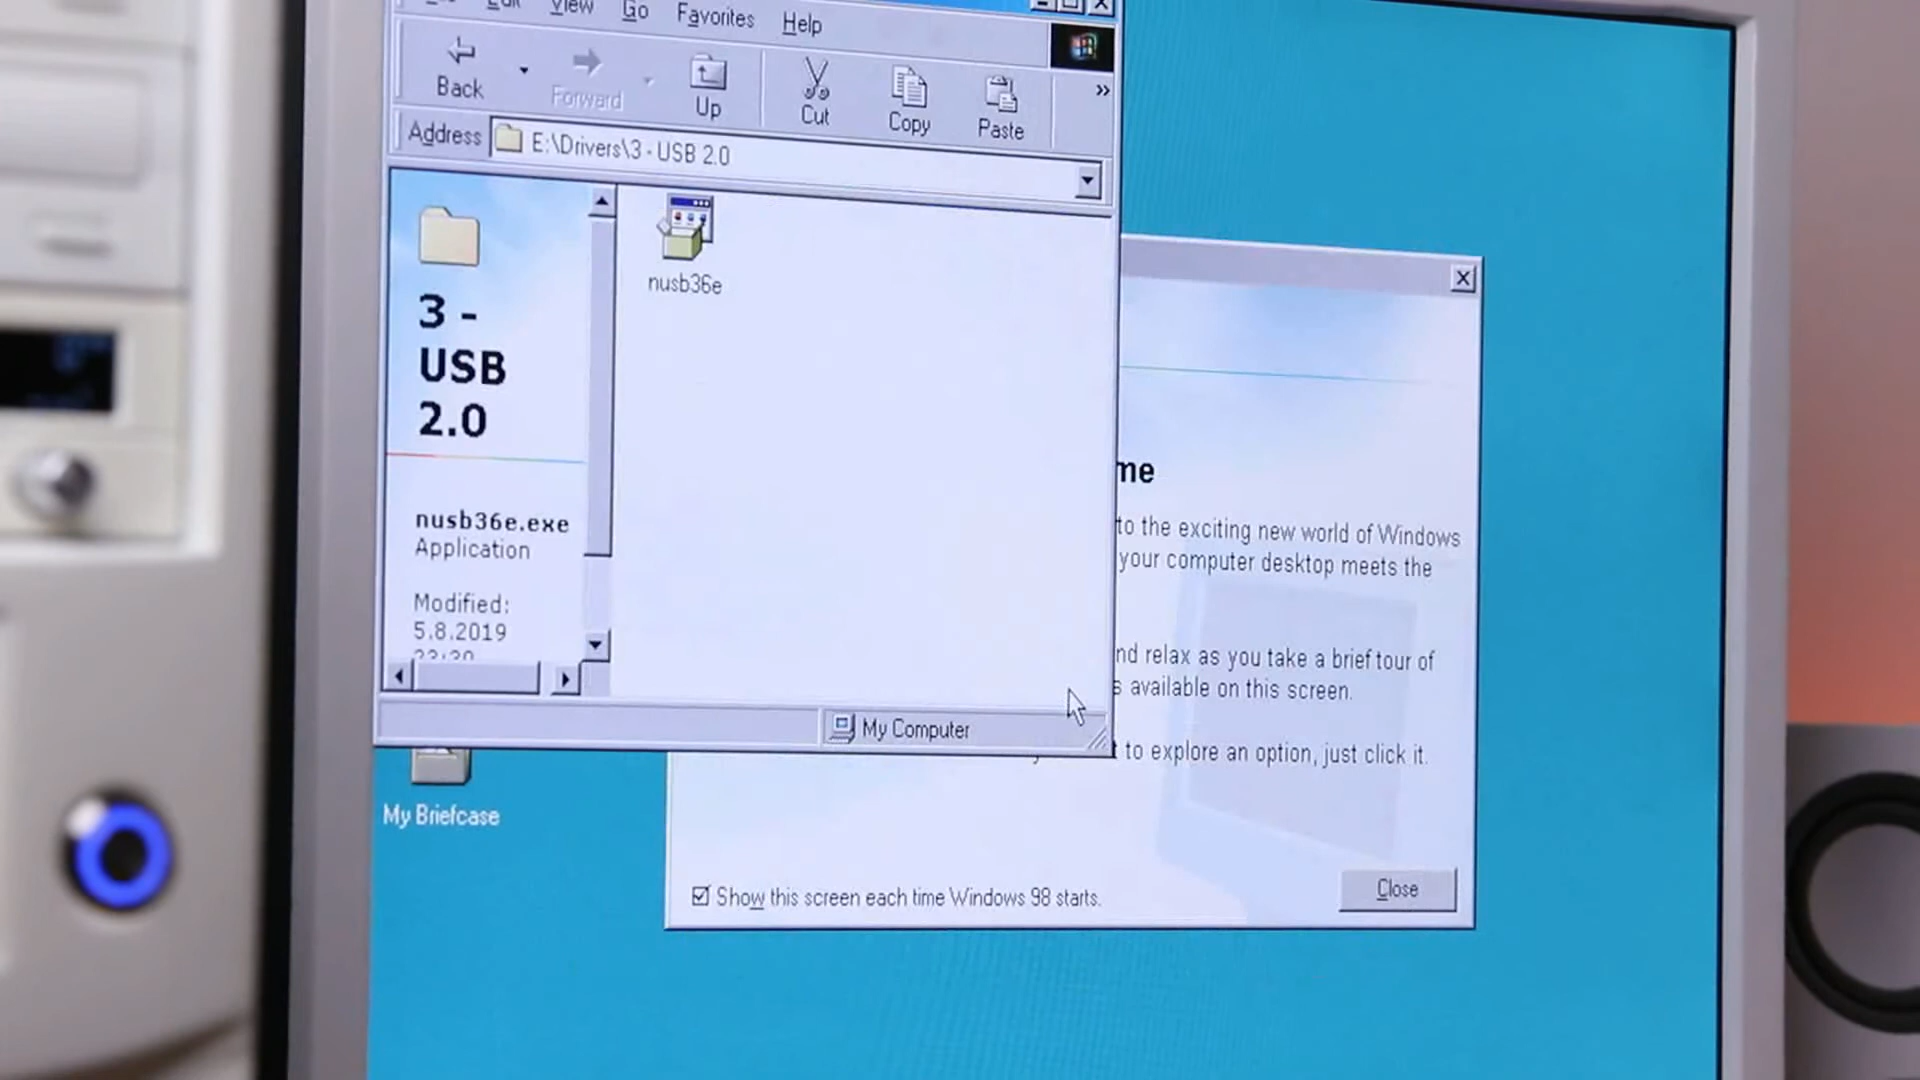 Edit View Go Favorites Help
Back Forward Up Cut Copy Paste »
Address E:\Drivers\3 - USB 2.0
3 -
USB
2.0
nusb36e.exe
Application
Modified:
5.8.2019
nusb36e
My Computer
me
to the exciting new world of Windows
your computer desktop meets the
nd relax as you take a brief tour of
s available on this screen.
t to explore an option, just click it.
Show this screen each time Windows 98 starts.
Close
My Briefcase